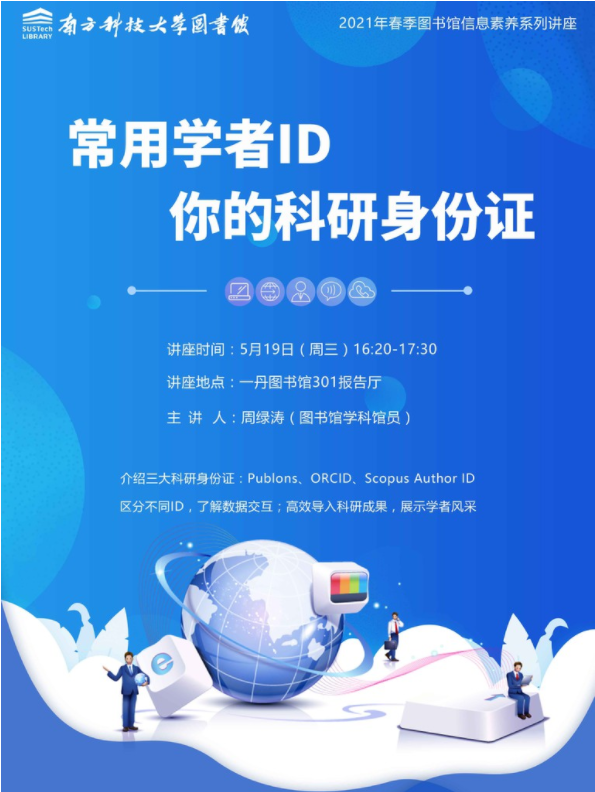 SUSTech
LIBRARY
南方科技大学图书馆
2021年春季图书馆信息素养系列讲座
常用学者ID
你的科研身份证
讲座时间：5月19日（周三）16:20-17:30
讲座地点：一丹图书馆301报告厅
主 讲 人：周绿涛（图书馆学科馆员）
介绍三大科研身份证：Publons、ORCID、Scopus Author ID
区分不同ID，了解数据交互；高效导入科研成果，展示学者风采